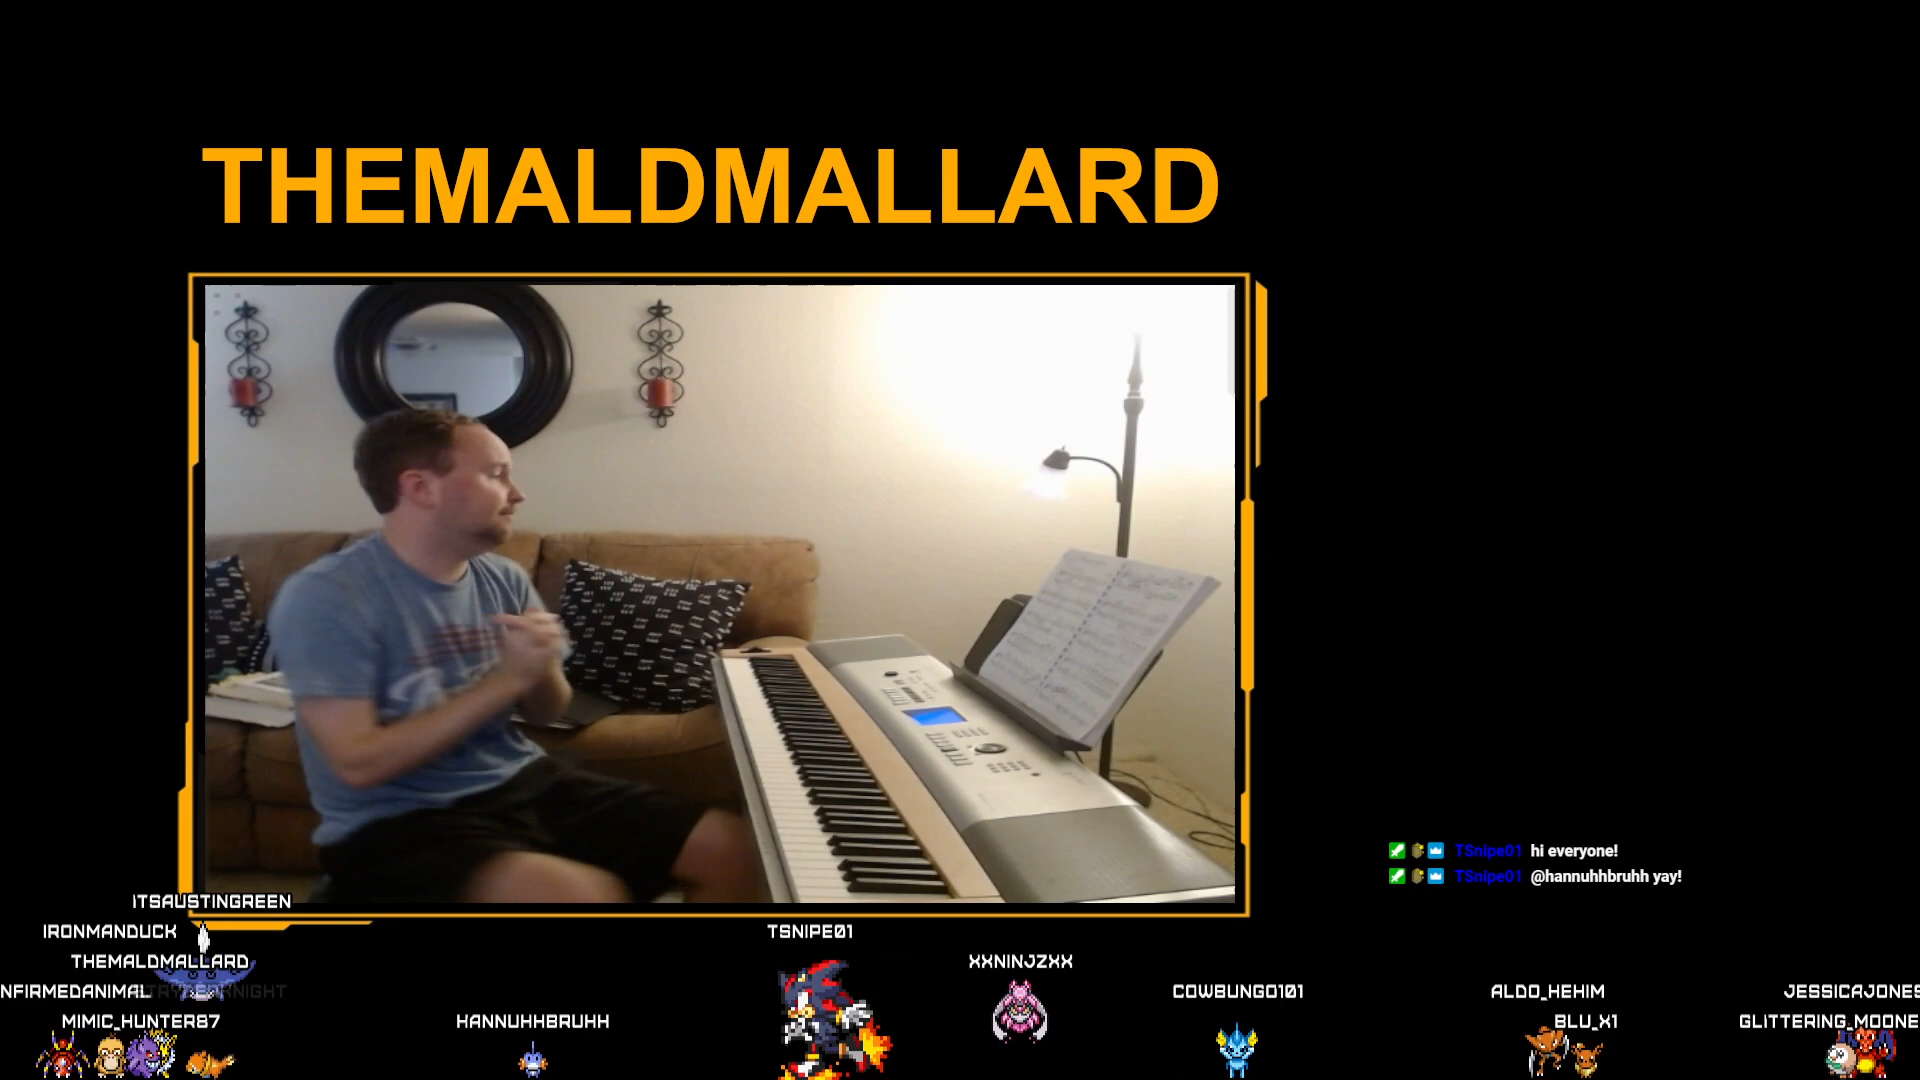 THEMALDMALLARD
TSnipe01 hi everyone!
TSnipe01 @hannuhhbruhh yay!
ITSAUSTINGREEN
IRONMANDUCK
TSNIPE01
THEMALDMALLARD
XXNINJZXX
NFIRMEDANIMAL
COWBUNGO101
ALDO_HEHIM
JESSICAJONES
MIMIC_HUNTER87
HANNUHHBRUHH
BLU_X1
GLITTERING_MOONE